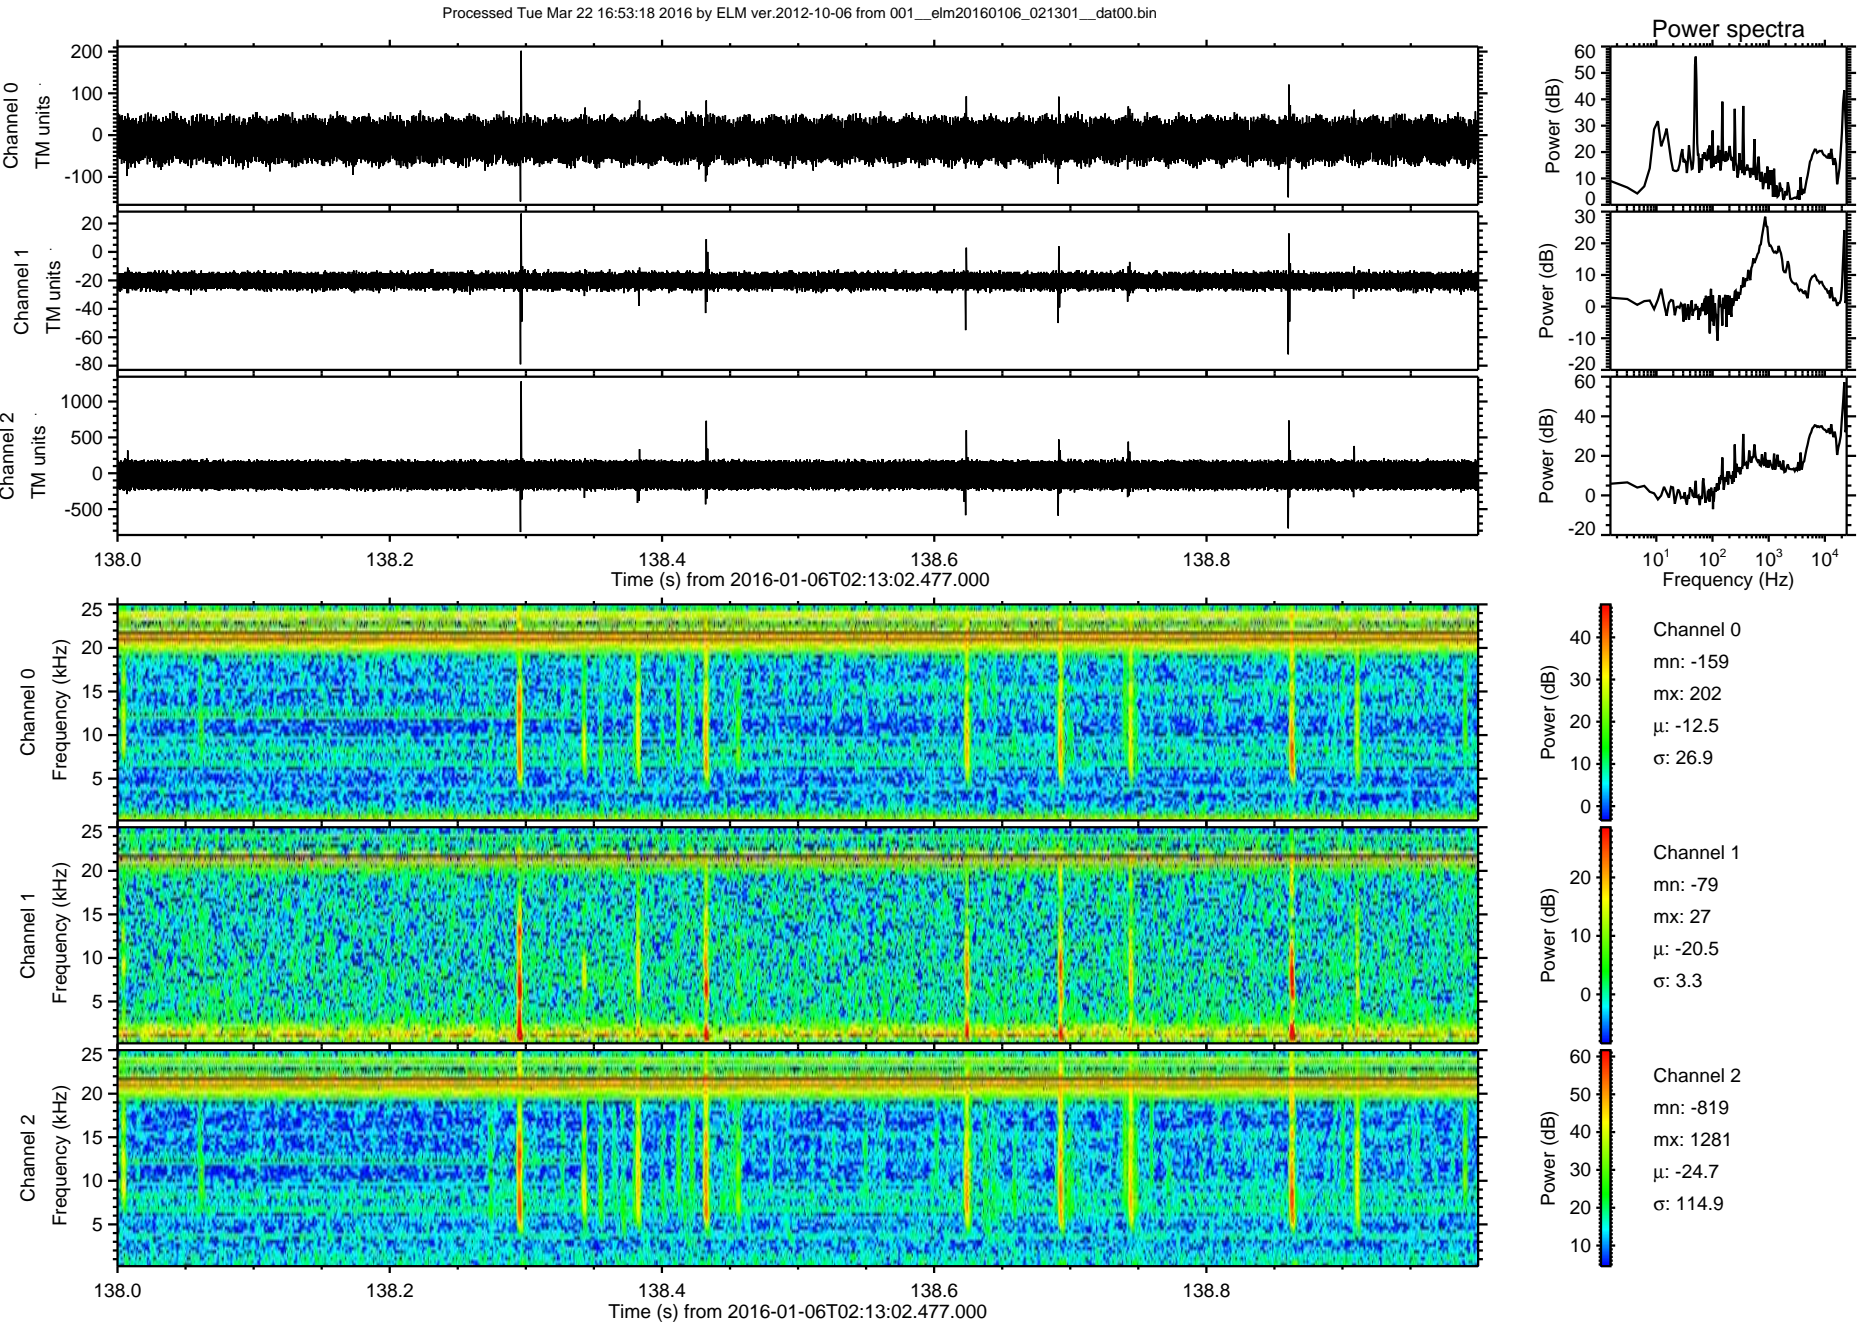 Processed Tue Mar 22 16:53:18 2016 by ELM ver.2012-10-06 from 001__elm20160106_021301__dat00.bin
Power spectra
Channel 0
TM units
200
100
0
-100
Power (dB)
60
50
40
30
20
10
0
Channel 1
TM units
20
0
-20
-40
-60
-80
Power (dB)
30
20
10
0
-10
-20
Channel 2
TM units
1000
500
0
-500
Power (dB)
60
40
20
0
-20
138.0 138.2 138.4 138.6 138.8
Time (s) from 2016-01-06T02:13:02.477.000
10^1 10^2 10^3 10^4
Frequency (Hz)
Channel 0
Frequency (kHz)
25
20
15
10
5
Power (dB)
40
30
20
10
0
Channel 0
mn: -159
mx: 202
μ: -12.5
σ: 26.9
Channel 1
Frequency (kHz)
25
20
15
10
5
Power (dB)
20
10
0
Channel 1
mn: -79
mx: 27
μ: -20.5
σ: 3.3
Channel 2
Frequency (kHz)
25
20
15
10
5
Power (dB)
60
50
40
30
20
10
Channel 2
mn: -819
mx: 1281
μ: -24.7
σ: 114.9
138.0 138.2 138.4 138.6 138.8
Time (s) from 2016-01-06T02:13:02.477.000